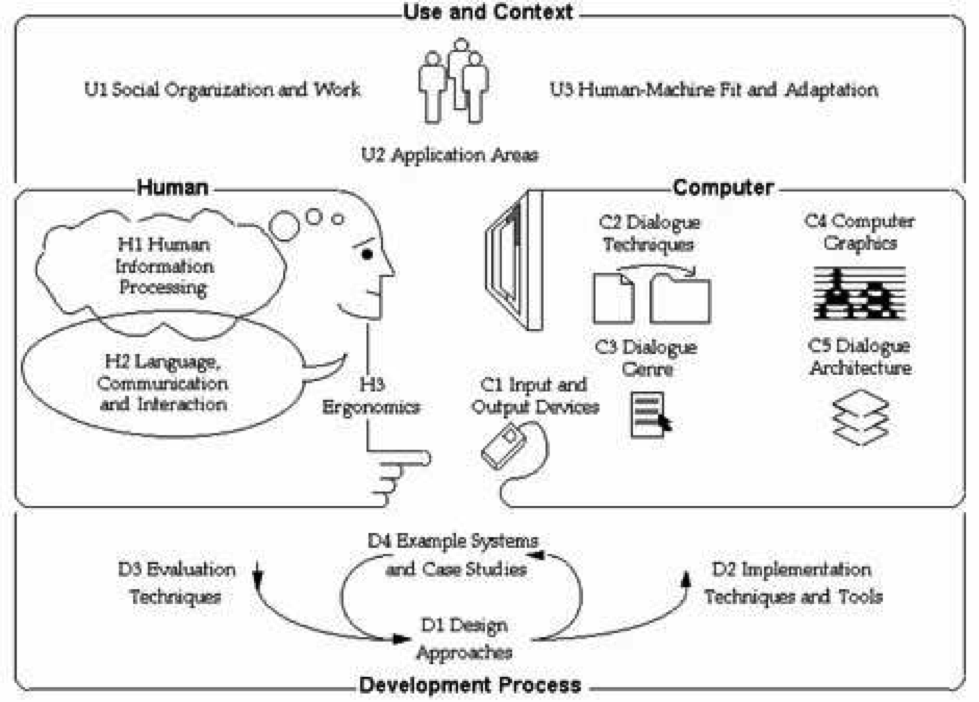 Use and Context
U1 Social Organization and Work
U3 Human-Machine Fit and Adaptation
U2 Application Areas
Human
Computer
H1 Human
Information
Processing
H2 Language,
Communication
and Interaction
H3
Ergonomics
C1 Input and
Output Devices
C2 Dialogue
Techniques
C3 Dialogue
Genre
C4 Computer
Graphics
C5 Dialogue
Architecture
D3 Evaluation
Techniques
D4 Example Systems
and Case Studies
D1 Design
Approaches
D2 Implementation
Techniques and Tools
Development Process